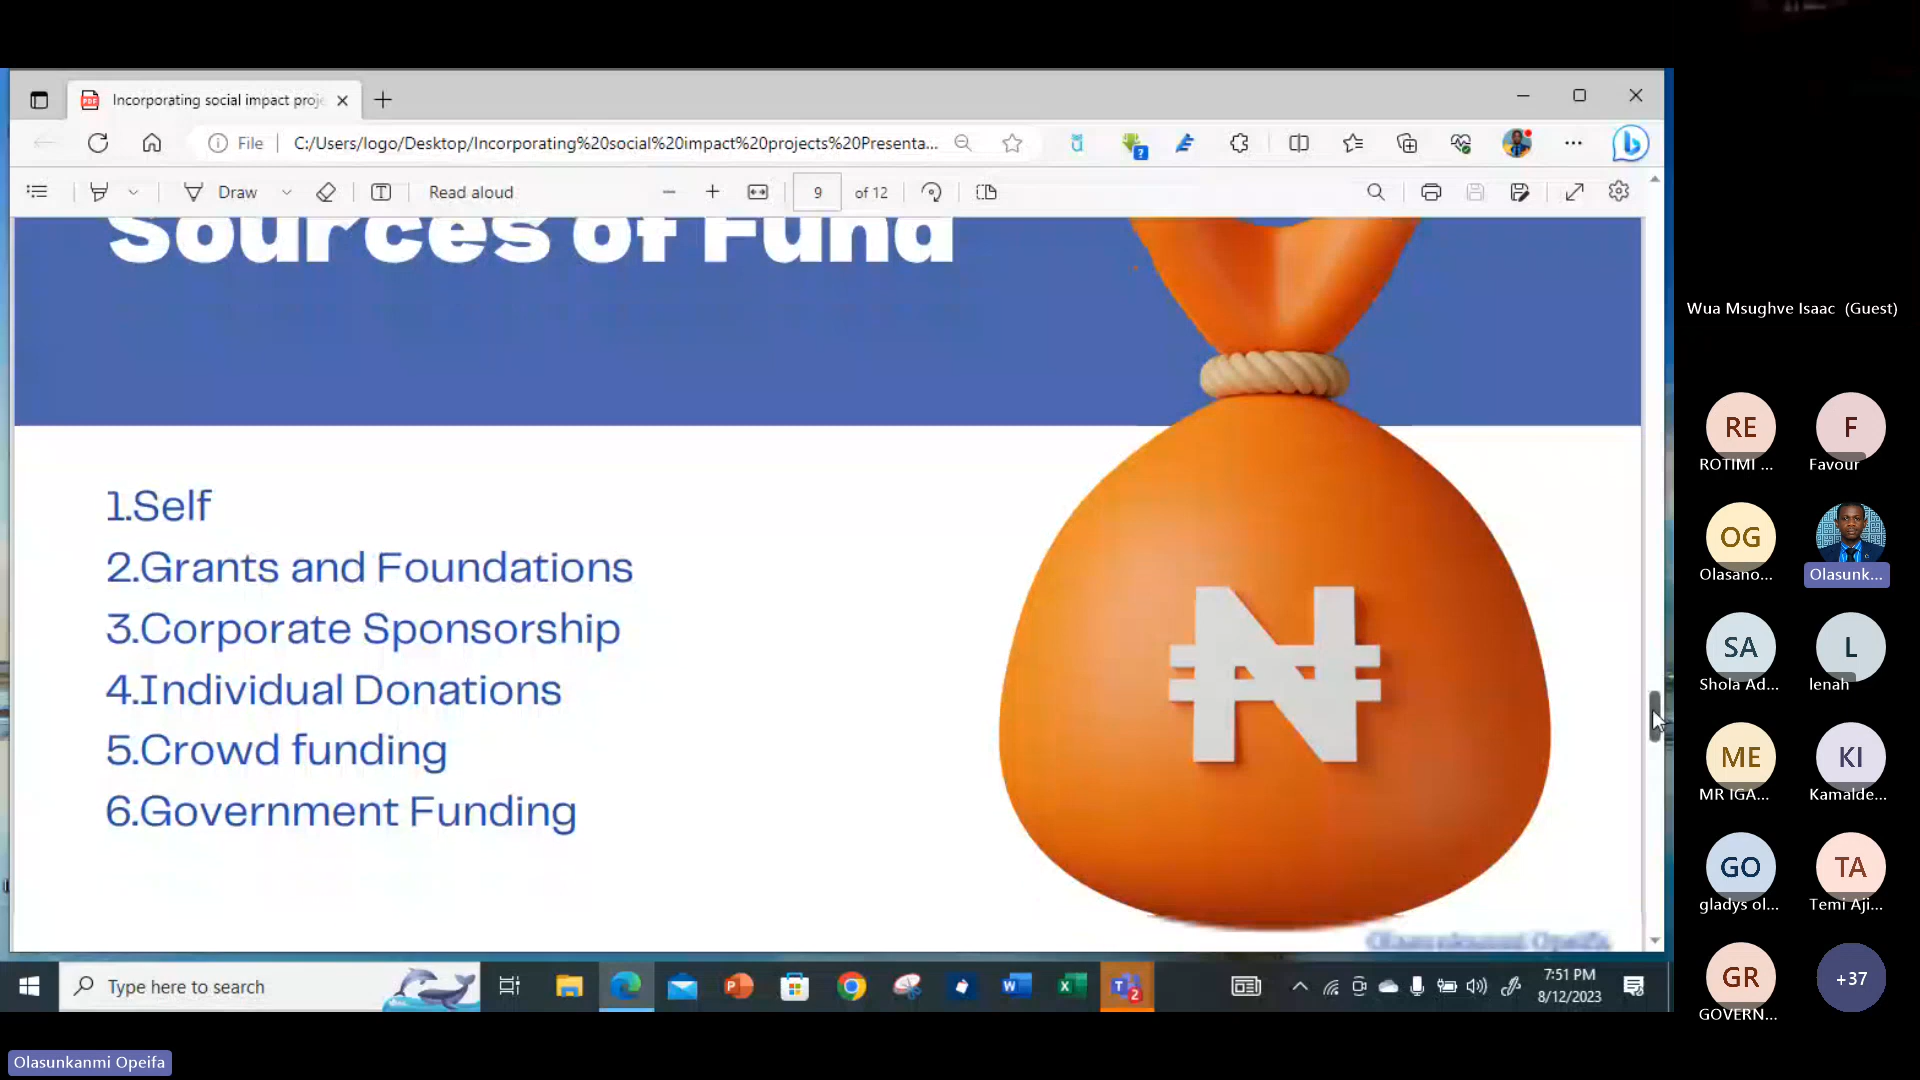 Incorporating social impact proje
File
C:/Users/logo/Desktop/Incorporating%20social%20impact%20projects%20Presenta...
Draw
Read aloud
9
of 12
Sources of Fund
1.Self
2.Grants and Foundations
3.Corporate Sponsorship
4.Individual Donations
5.Crowd funding
6.Government Funding
₦
Olasunkanmi Opeifa
Type here to search
7:51 PM
8/12/2023
Olasunkanmi Opeifa
Wua Msughve Isaac (Guest)
RE
F
ROTIMI ...
Favour
OG
Olasano...
Olasunk...
SA
L
Shola Ad...
lenah
ME
KI
MR IGA...
Kamalde...
GO
TA
gladys ol...
Temi Aji...
GR
+37
GOVERN...